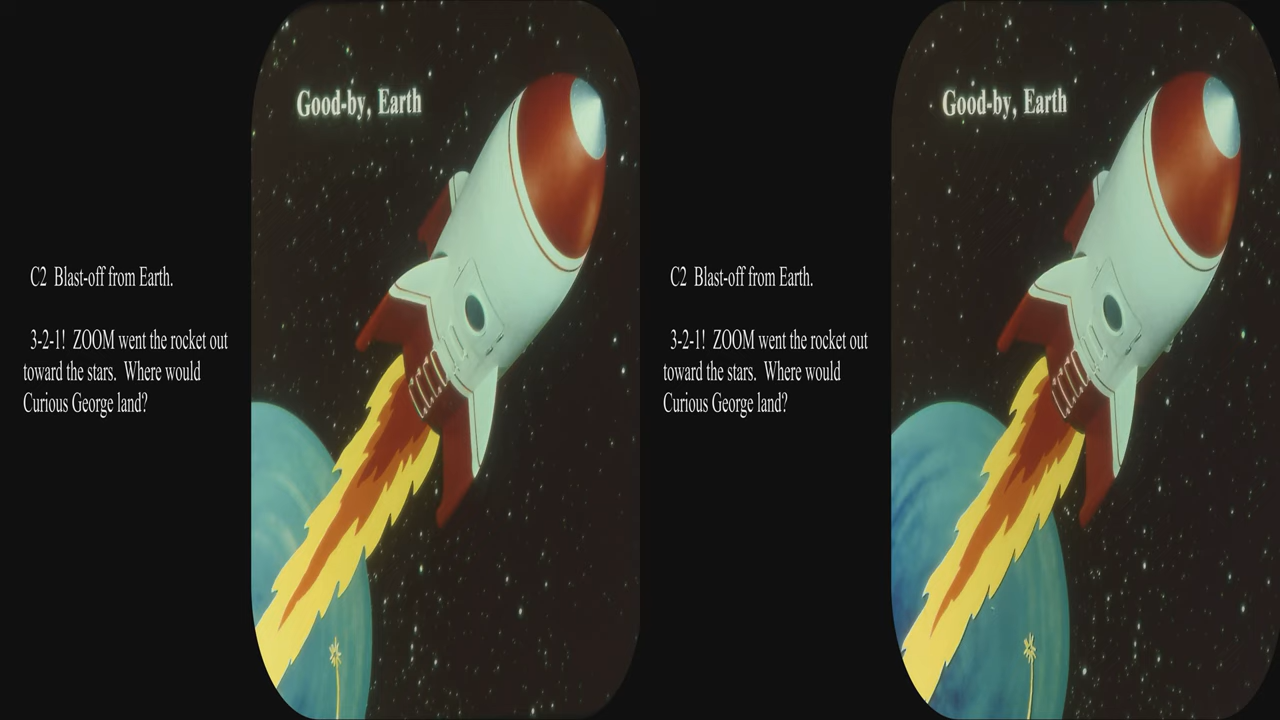 Good-by, Earth
C2 Blast-off from Earth.
3-2-1! ZOOM went the rocket out
toward the stars. Where would
Curious George land?
Good-by, Earth
C2 Blast-off from Earth.
3-2-1! ZOOM went the rocket out
toward the stars. Where would
Curious George land?